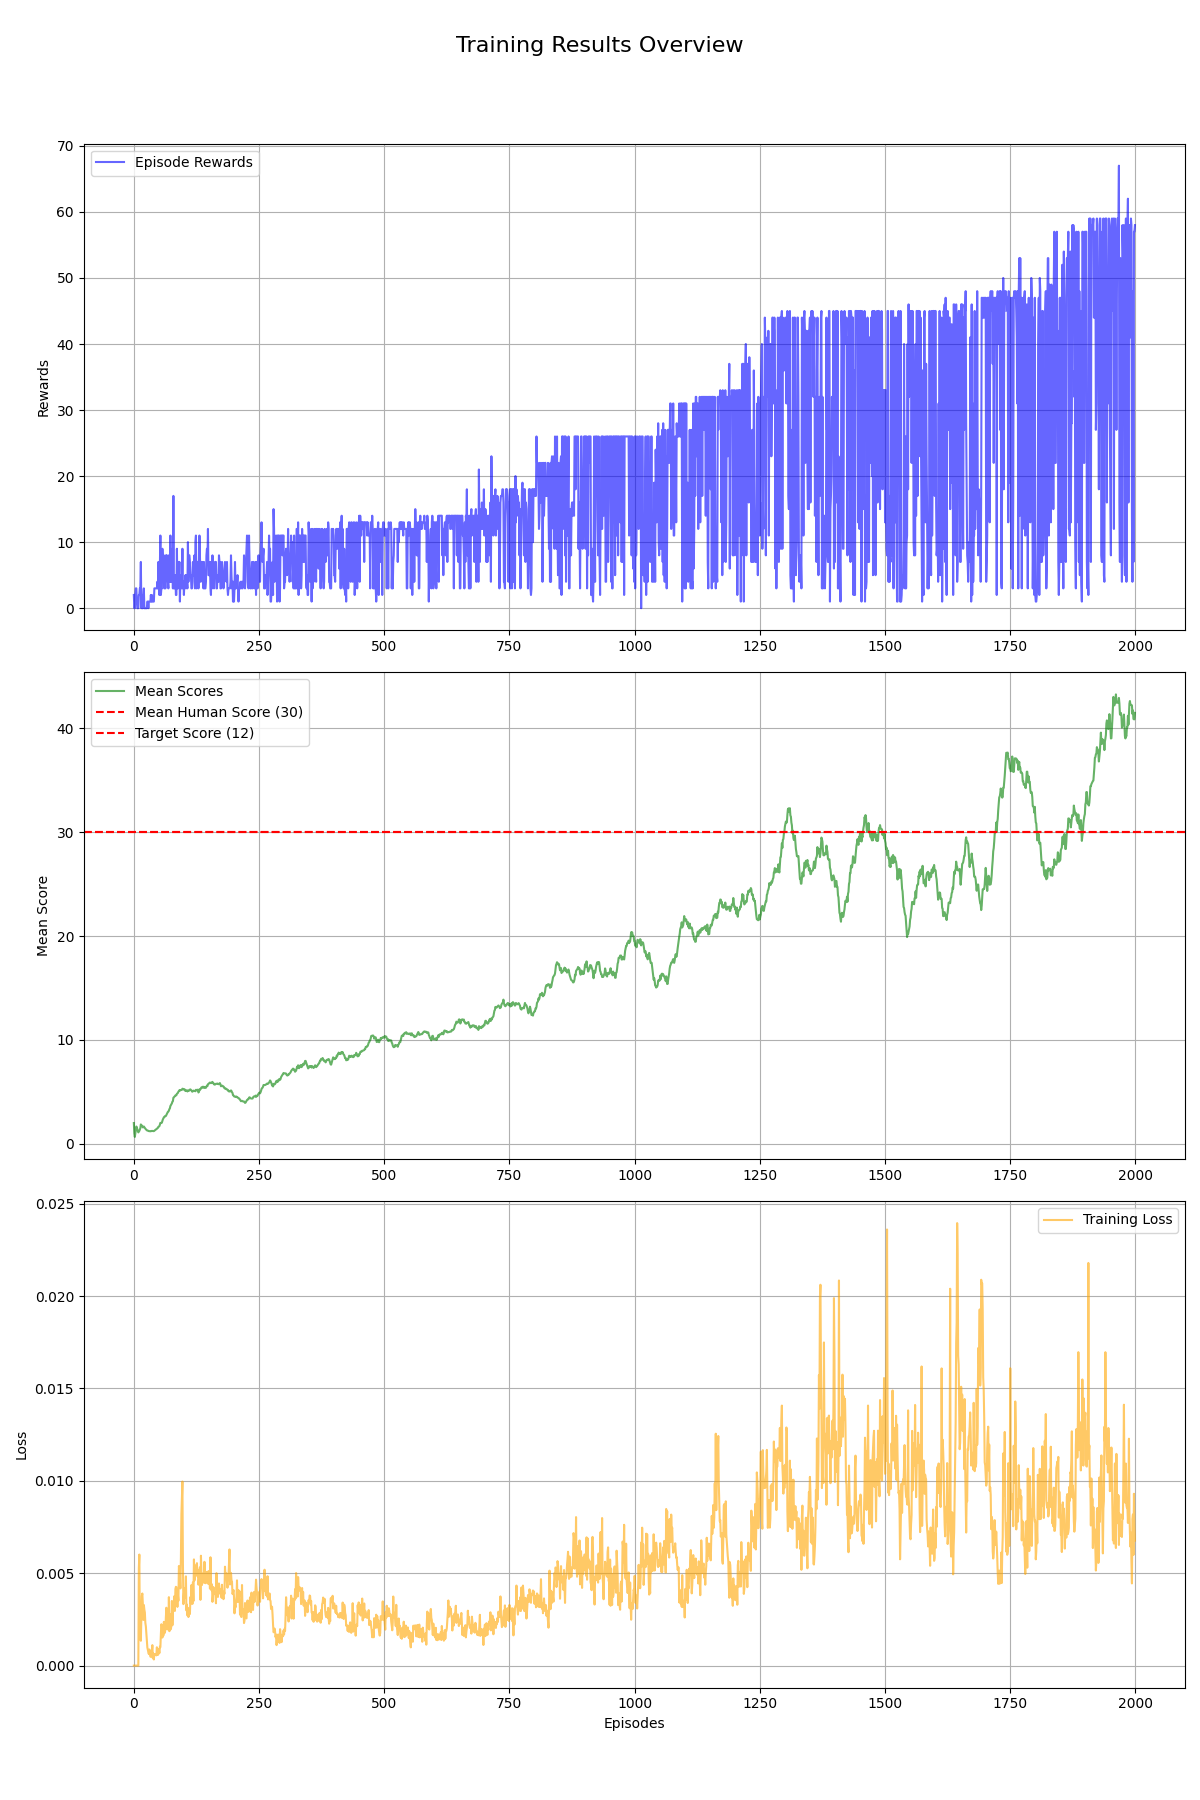 Training Results Overview
70
60
50
40
30
20
10
0
Rewards
Episode Rewards
0 250 500 750 1000 1250 1500 1750 2000
40
30
20
10
0
Mean Score
Mean Scores
Mean Human Score (30)
Target Score (12)
0 250 500 750 1000 1250 1500 1750 2000
0.025
0.020
0.015
0.010
0.005
0.000
Loss
Training Loss
0 250 500 750 1000 1250 1500 1750 2000
Episodes